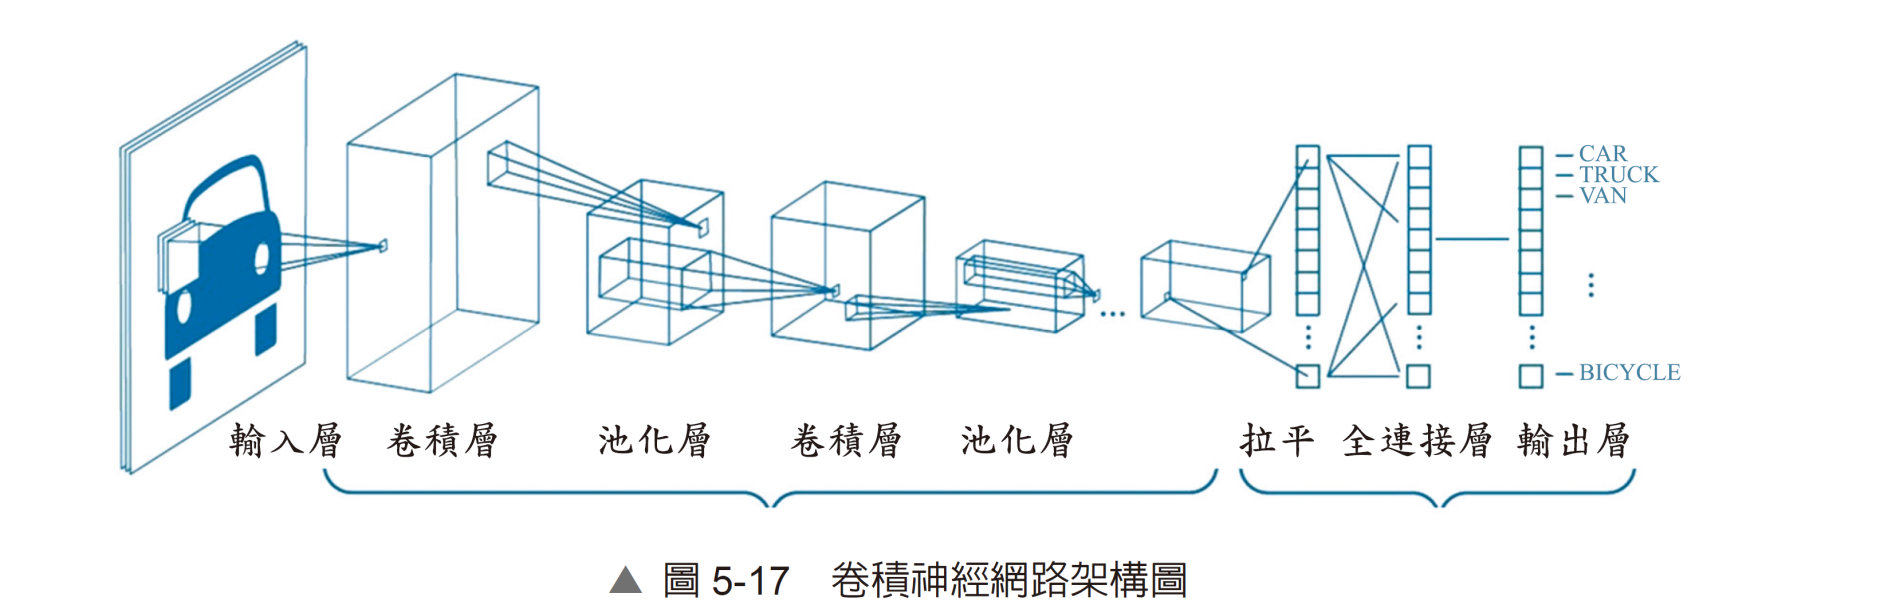 CAR
TRUCK
VAN
BICYCLE
輸入層 卷積層 池化層 卷積層 池化層 拉平 全連接層 輸出層
▲ 圖 5-17 卷積神經網路架構圖